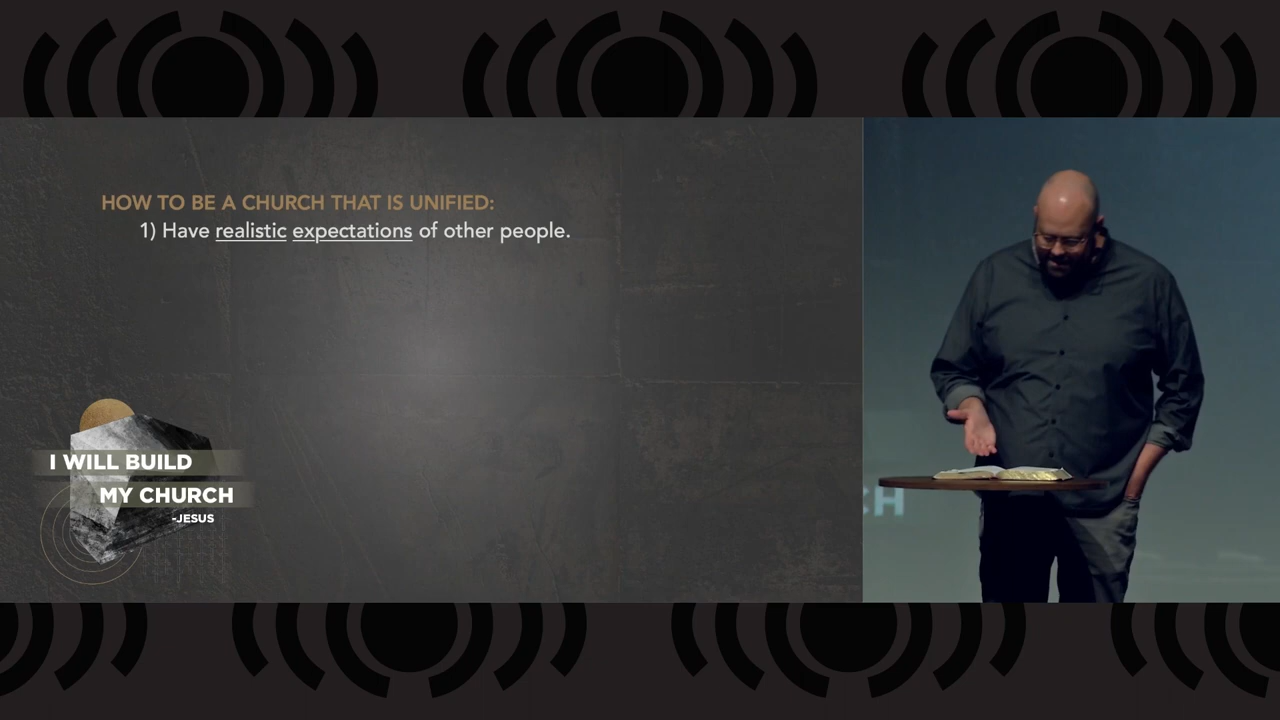 HOW TO BE A CHURCH THAT IS UNIFIED:
1) Have realistic expectations of other people.
I WILL BUILD
MY CHURCH
-JESUS
CH